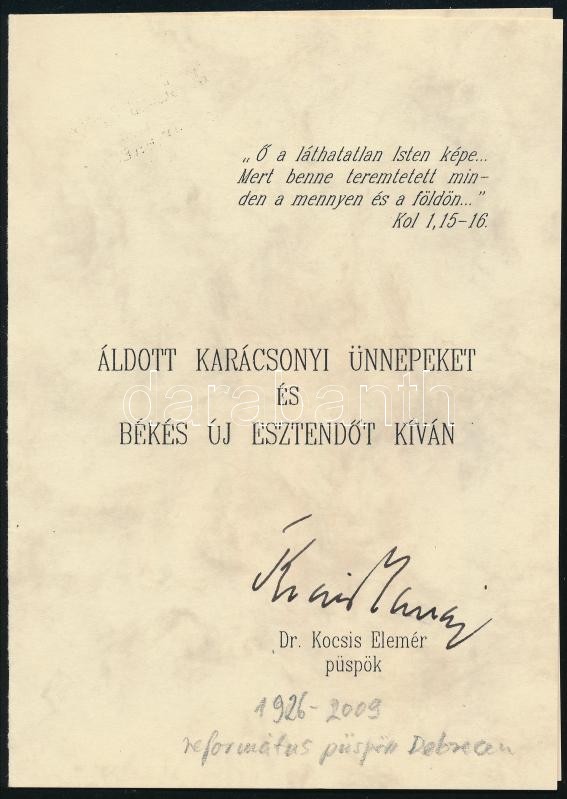 „Ő a láthatatlan Isten képe...
Mert benne teremtetett min-
den a mennyen és a földön..."
Kol 1,15-16.
ÁLDOTT KARÁCSONYI ÜNNEPEKET
ÉS
darabanth
BÉKÉS ÚJ ESZTENDŐT KÍVÁN
Dr. Kocsis Elemér
püspök
1926-2009
református püspök Debrecen